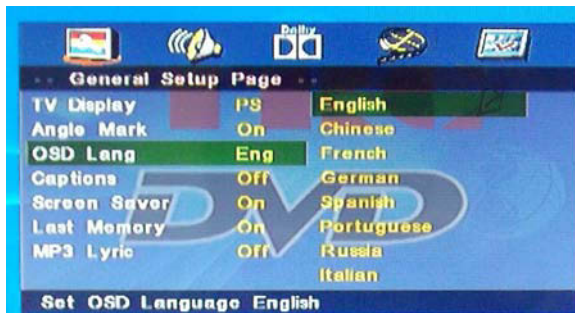 Dolby
-- General Setup Page --
TV Display PS English
Angle Mark On Chinese
OSD Lang Eng French
Captions Off German
Screen Saver On Spanish
Last Memory On Portuguese
MP3 Lyric Off Russia
Italian
DVD
Set OSD Language English